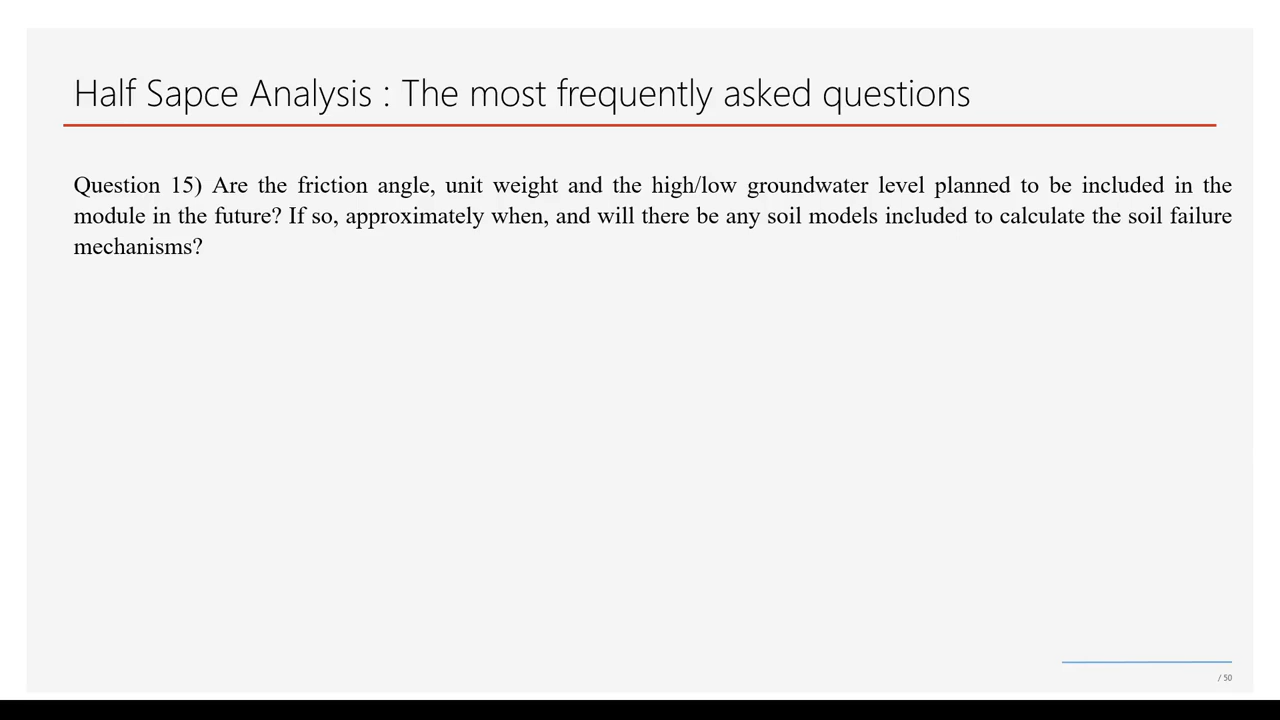 Half Sapce Analysis : The most frequently asked questions
Question 15) Are the friction angle, unit weight and the high/low groundwater level planned to be included in the
module in the future? If so, approximately when, and will there be any soil models included to calculate the soil failure
mechanisms?
/ 50